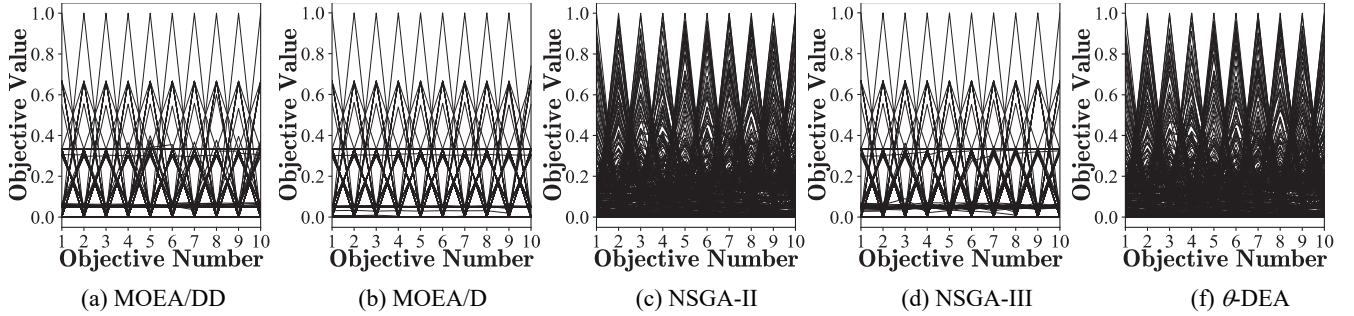 Objective Value
1.0
0.8
0.6
0.4
0.2
0.0
1 2 3 4 5 6 7 8 9 10
Objective Number
(a) MOEA/DD
Objective Value
1.0
0.8
0.6
0.4
0.2
0.0
1 2 3 4 5 6 7 8 9 10
Objective Number
(b) MOEA/D
Objective Value
1.0
0.8
0.6
0.4
0.2
0.0
1 2 3 4 5 6 7 8 9 10
Objective Number
(c) NSGA-II
Objective Value
1.0
0.8
0.6
0.4
0.2
0.0
1 2 3 4 5 6 7 8 9 10
Objective Number
(d) NSGA-III
Objective Value
1.0
0.8
0.6
0.4
0.2
0.0
1 2 3 4 5 6 7 8 9 10
Objective Number
(f) θ-DEA